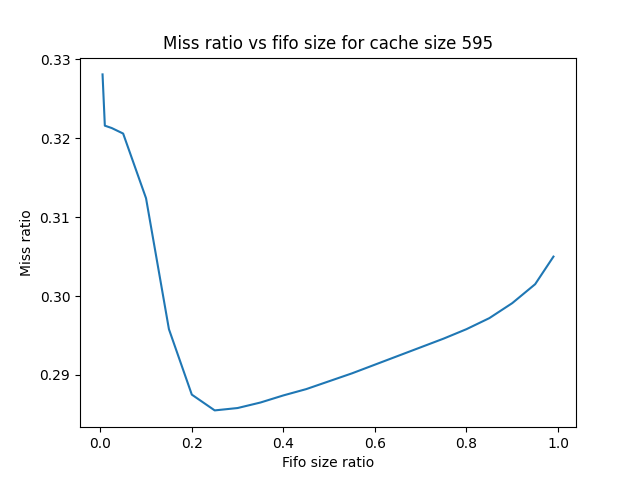 Miss ratio vs fifo size for cache size 595
0.33
0.32
0.31
0.30
0.29
Miss ratio
0.0 0.2 0.4 0.6 0.8 1.0
Fifo size ratio